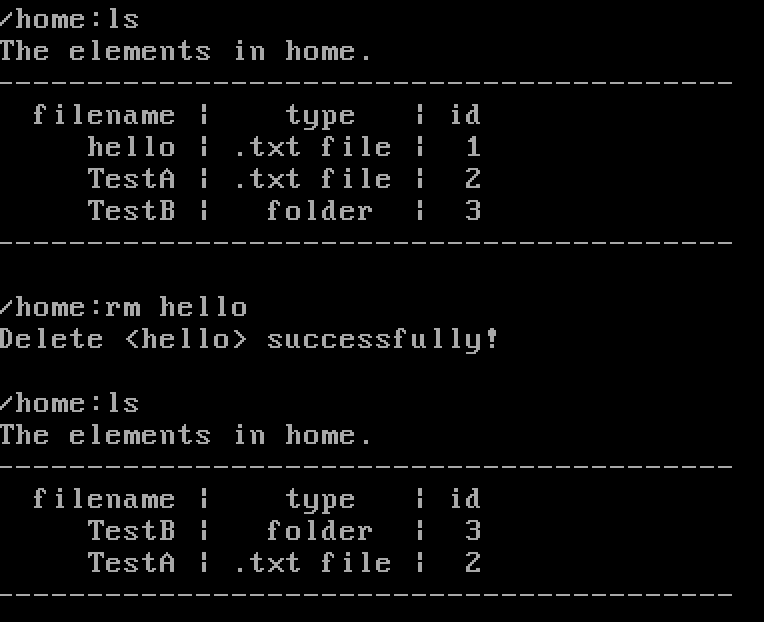 /home:ls
The elements in home.
-----------------------------------------
filename | type | id
hello | .txt file | 1
TestA | .txt file | 2
TestB | folder | 3
-----------------------------------------
/home:rm hello
Delete <hello> successfully!
/home:ls
The elements in home.
-----------------------------------------
filename | type | id
TestB | folder | 3
TestA | .txt file | 2
-----------------------------------------